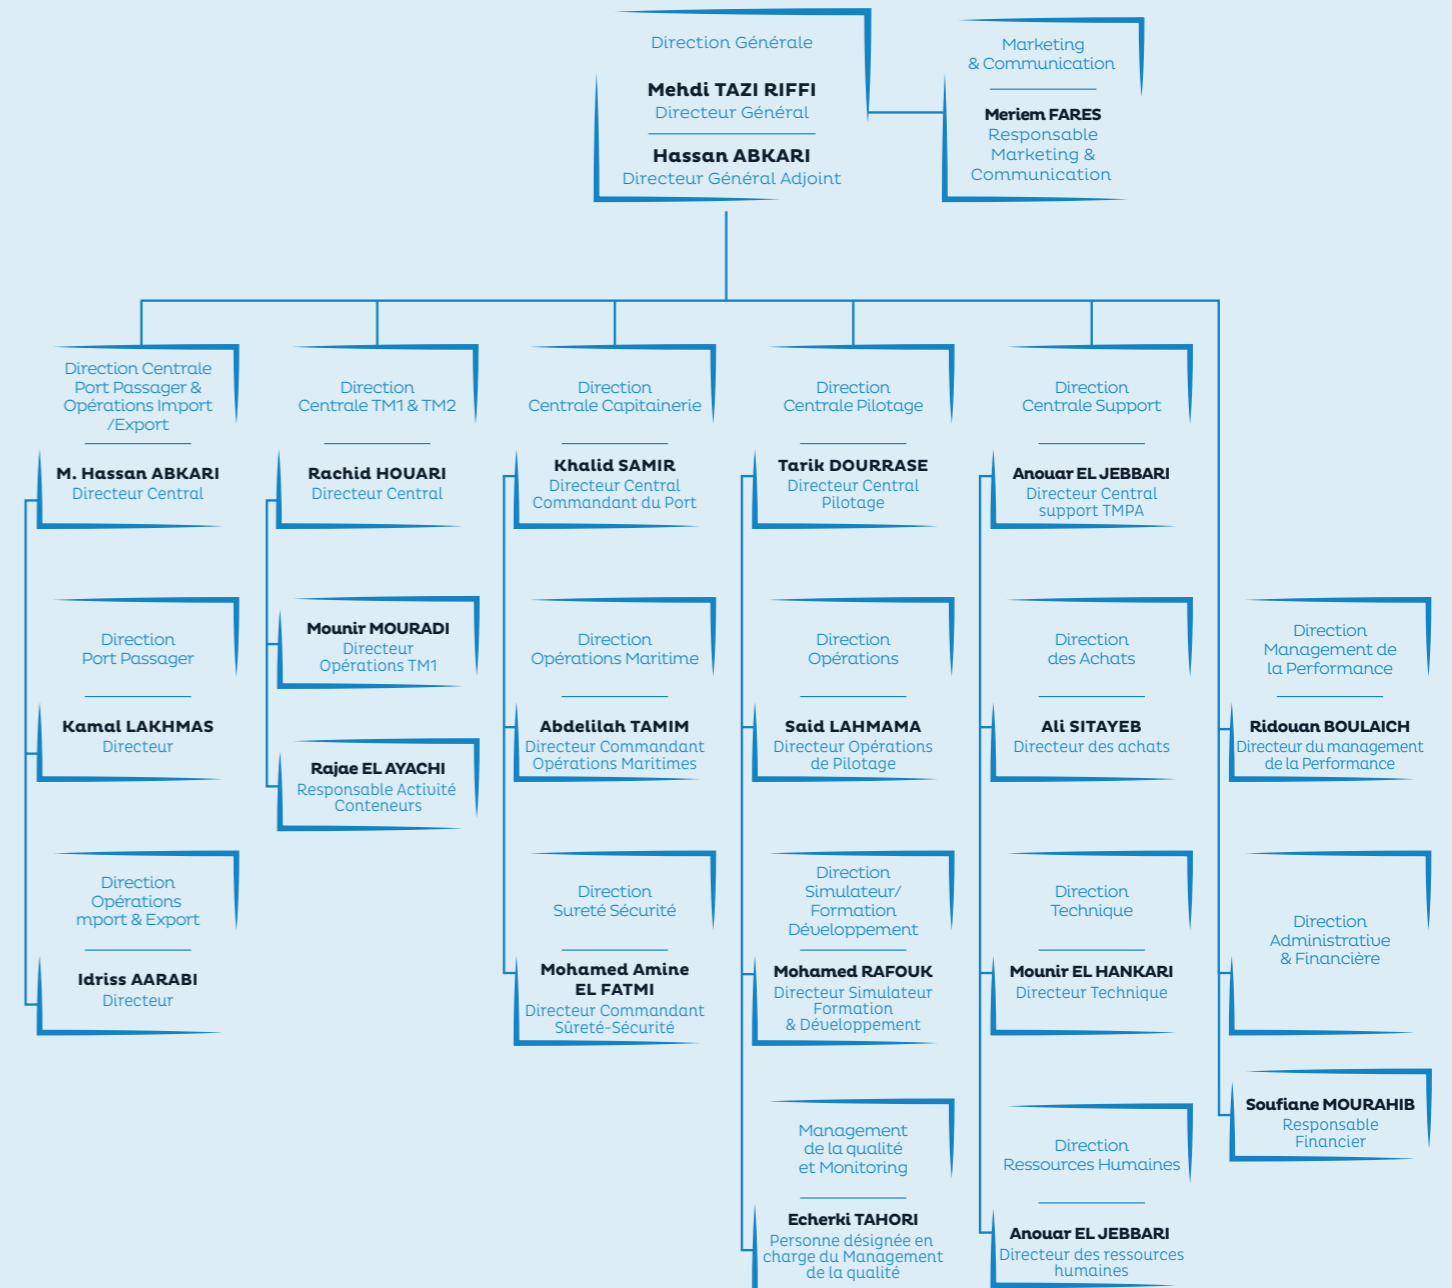 Direction Générale
Mehdi TAZI RIFFI
Directeur Général
Hassan ABKARI
Directeur Général Adjoint
Marketing
& Communication
Meriem FARES
Responsable
Marketing &
Communication
Direction Centrale
Port Passager &
Opérations Import
/Export
M. Hassan ABKARI
Directeur Central
Direction
Port Passager
Kamal LAKHMAS
Directeur
Direction
Opérations
mport & Export
Idriss AARABI
Directeur
Direction
Centrale TM1 & TM2
Rachid HOUARI
Directeur Central
Mounir MOURADI
Directeur
Opérations TM1
Rajae EL AYACHI
Responsable Activité
Conteneurs
Direction
Centrale Capitainerie
Khalid SAMIR
Directeur Central
Commandant du Port
Direction
Opérations Maritime
Abdelilah TAMIM
Directeur Commandant
Opérations Maritimes
Direction
Sureté Sécurité
Mohamed Amine
EL FATMI
Directeur Commandant
Sûreté-Sécurité
Direction
Centrale Pilotage
Tarik DOURRASE
Directeur Central
Pilotage
Direction
Opérations
Said LAHMAMA
Directeur Opérations
de Pilotage
Direction
Simulateur/
Formation
Développement
Mohamed RAFOUK
Directeur Simulateur
Formation
& Développement
Management
de la qualité
et Monitoring
Echerki TAHORI
Personne désignée en
charge du Management
de la qualité
Direction
Centrale Support
Anouar EL JEBBARI
Directeur Central
support TMPA
Direction
des Achats
Ali SITAYEB
Directeur des achats
Direction
Technique
Mounir EL HANKARI
Directeur Technique
Direction
Ressources Humaines
Anouar EL JEBBARI
Directeur des ressources
humaines
Direction
Management de
la Performance
Ridouan BOULAICH
Directeur du management
de la Performance
Direction
Administrative
& Financière
Soufiane MOURAHIB
Responsable
Financier